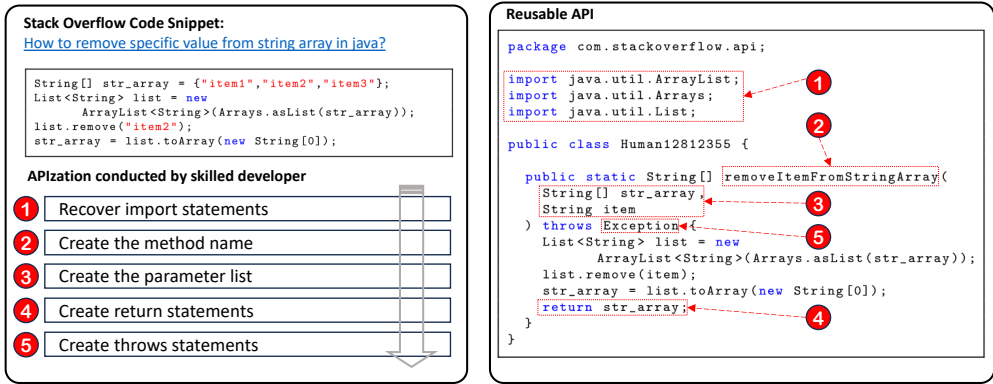 Stack Overflow Code Snippet:
How to remove specific value from string array in java?
String[] str_array = {"item1","item2","item3"};
List<String> list = new
ArrayList<String>(Arrays.asList(str_array));
list.remove("item2");
str_array = list.toArray(new String[0]);
APIzation conducted by skilled developer
1 Recover import statements
2 Create the method name
3 Create the parameter list
4 Create return statements
5 Create throws statements
Reusable API
package com.stackoverflow.api;
import java.util.ArrayList;
import java.util.Arrays;
import java.util.List;
1
2
public class Human12812355 {
public static String[] removeItemFromStringArray(
String[] str_array,
String item
3
) throws Exception {
5
List<String> list = new
ArrayList<String>(Arrays.asList(str_array));
list.remove(item);
str_array = list.toArray(new String[0]);
return str_array;
4
}
}